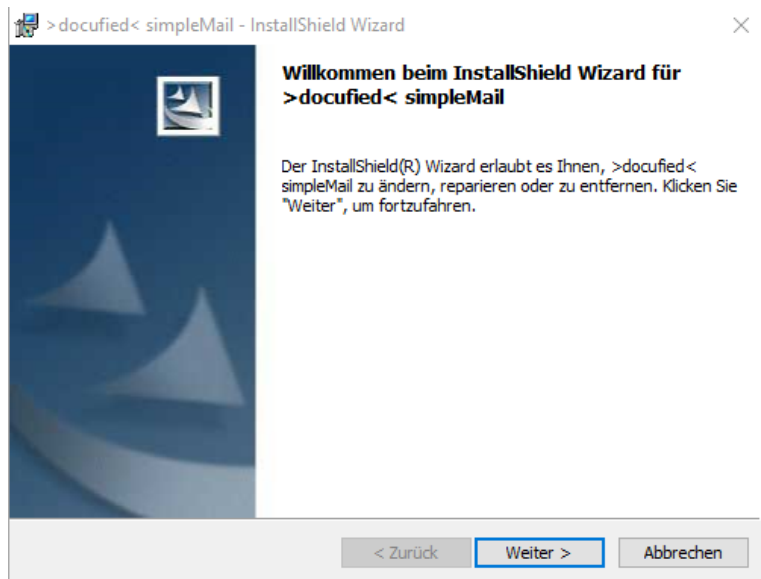 >docufied< simpleMail - InstallShield Wizard
Willkommen beim InstallShield Wizard für
>docufied< simpleMail
Der InstallShield(R) Wizard erlaubt es Ihnen, >docufied<
simpleMail zu ändern, reparieren oder zu entfernen. Klicken Sie
"Weiter", um fortzufahren.
< Zurück
Weiter >
Abbrechen